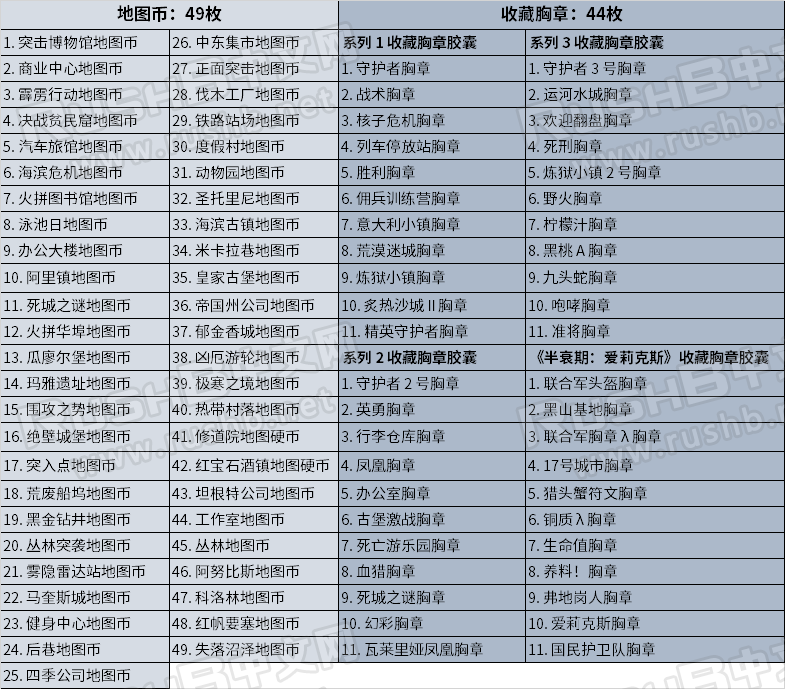 地图币：49枚
收藏胸章：44枚
1. 突击博物馆地图币
2. 商业中心地图币
3. 霹雳行动地图币
4. 决战贫民窟地图币
5. 汽车旅馆地图币
6. 海滨危机地图币
7. 火拼图书馆地图币
8. 泳池日地图币
9. 办公大楼地图币
10. 阿里镇地图币
11. 死城之谜地图币
12. 火拼华埠地图币
13. 瓜廖尔堡地图币
14. 玛雅遗址地图币
15. 围攻之势地图币
16. 绝壁城堡地图币
17. 突入点地图币
18. 荒废船坞地图币
19. 黑金钻井地图币
20. 丛林突袭地图币
21. 雾隐雷达站地图币
22. 马奎斯城地图币
23. 健身中心地图币
24. 后巷地图币
25. 四季公司地图币
26. 中东集市地图币
27. 正面突击地图币
28. 伐木工厂地图币
29. 铁路站场地图币
30. 度假村地图币
31. 动物园地图币
32. 圣托里尼地图币
33. 海滨古镇地图币
34. 米卡拉巷地图币
35. 皇家古堡地图币
36. 帝国州公司地图币
37. 郁金香城地图币
38. 凶厄游轮地图币
39. 极寒之境地图币
40. 热带村落地图币
41. 修道院地图硬币
42. 红宝石酒镇地图硬币
43. 坦根特公司地图币
44. 工作室地图币
45. 丛林地图币
46. 阿努比斯地图币
47. 科洛林地图币
48. 红帆要塞地图币
49. 失落沼泽地图币
系列 1 收藏胸章胶囊
1. 守护者胸章
2. 战术胸章
3. 核子危机胸章
4. 列车停放站胸章
5. 胜利胸章
6. 佣兵训练营胸章
7. 意大利小镇胸章
8. 荒漠迷城胸章
9. 炼狱小镇胸章
10. 炙热沙城Ⅱ胸章
11. 精英守护者胸章
系列 2 收藏胸章胶囊
1. 守护者 2 号胸章
2. 英勇胸章
3. 行李仓库胸章
4. 凤凰胸章
5. 办公室胸章
6. 古堡激战胸章
7. 死亡游乐园胸章
8. 血猎胸章
9. 死城之谜胸章
10. 幻彩胸章
11. 瓦莱里娅凤凰胸章
系列 3 收藏胸章胶囊
1. 守护者 3 号胸章
2. 运河水城胸章
3. 欢迎翻盘胸章
4. 死刑胸章
5. 炼狱小镇 2 号胸章
6. 野火胸章
7. 柠檬汁胸章
8. 黑桃 A 胸章
9. 九头蛇胸章
10. 咆哮胸章
11. 准将胸章
《半衰期：爱莉克斯》收藏胸章胶囊
1. 联合军头盔胸章
2. 黑山基地胸章
3. 联合军胸章 λ 胸章
4. 17号城市胸章
5. 猎头蟹符文胸章
6. 铜质 λ 胸章
7. 生命值胸章
8. 养料！胸章
9. 弗地岗人胸章
10. 爱莉克斯胸章
11. 国民护卫队胸章
RUSHB中文网
www.rushb.net